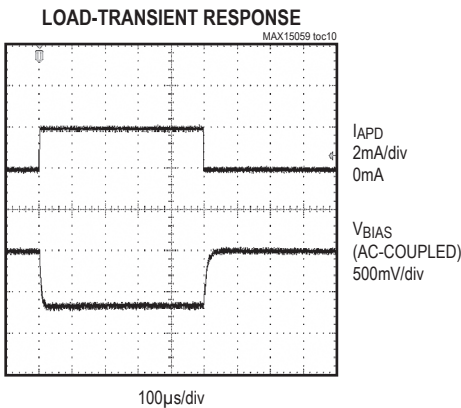 LOAD-TRANSIENT RESPONSE
MAX15059 toc10
IAPD
2mA/div
0mA
VBIAS
(AC-COUPLED)
500mV/div
100µs/div